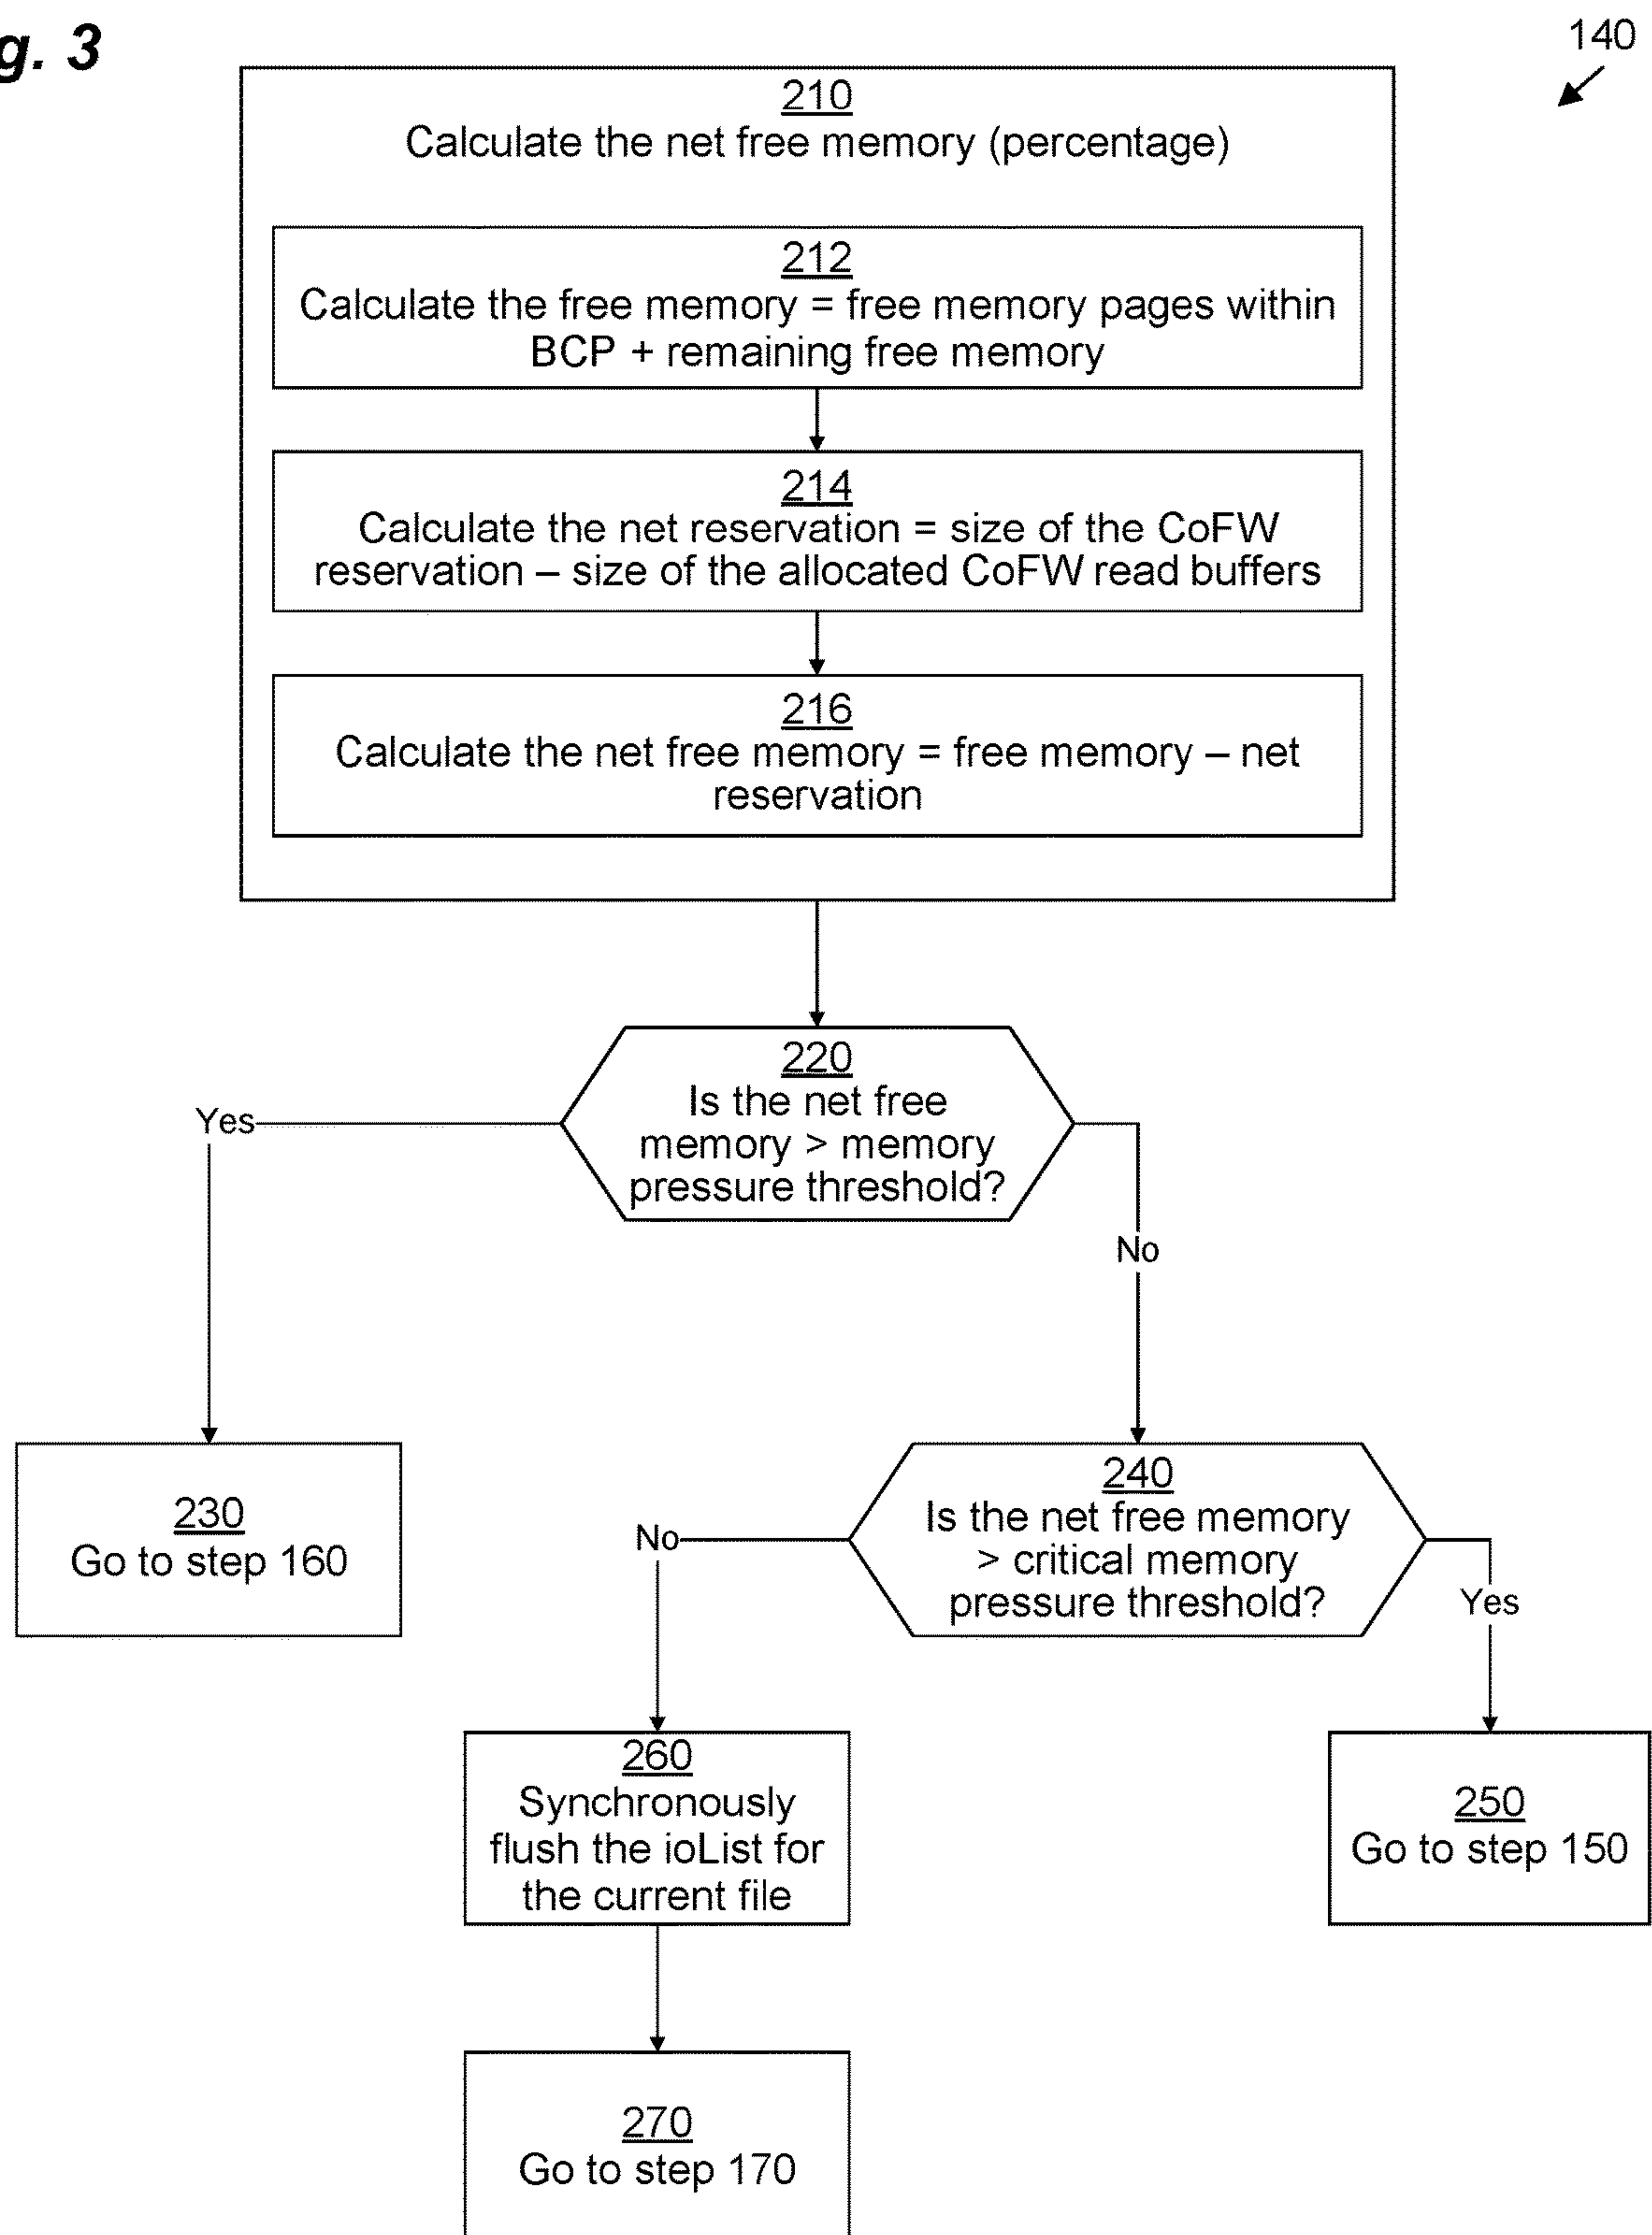 g. 3
140
210
Calculate the net free memory (percentage)
212
Calculate the free memory = free memory pages within
BCP + remaining free memory
214
Calculate the net reservation = size of the CoFW
reservation – size of the allocated CoFW read buffers
216
Calculate the net free memory = free memory – net
reservation
220
Is the net free
memory > memory
pressure threshold?
Yes
No
230
Go to step 160
240
Is the net free memory
> critical memory
pressure threshold?
No
Yes
260
Synchronously
flush the ioList for
the current file
250
Go to step 150
270
Go to step 170